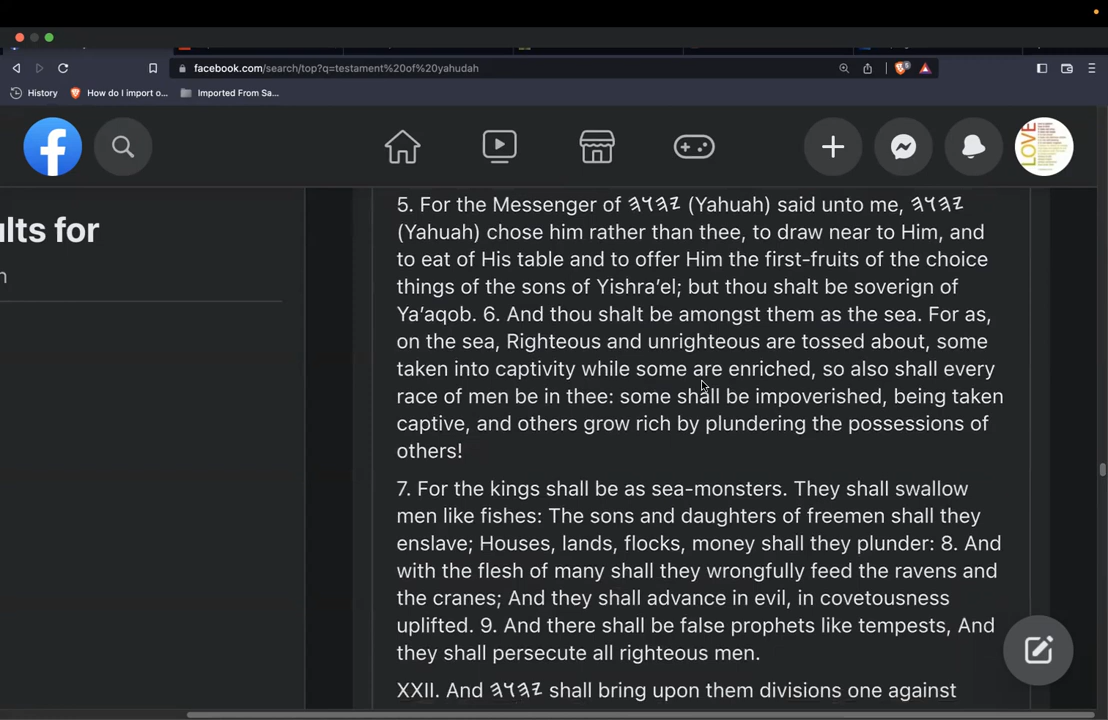 facebook.com/search/top?q=testament%20of%20yahudah
History
How do I import o...
Imported From Sa...
LOVE
ults for
n
5. For the Messenger of 𐤉𐤄𐤅𐤄 (Yahuah) said unto me, 𐤉𐤄𐤅𐤄
(Yahuah) chose him rather than thee, to draw near to Him, and
to eat of His table and to offer Him the first-fruits of the choice
things of the sons of Yishra’el; but thou shalt be soverign of
Ya’aqob. 6. And thou shalt be amongst them as the sea. For as,
on the sea, Righteous and unrighteous are tossed about, some
taken into captivity while some are enriched, so also shall every
race of men be in thee: some shall be impoverished, being taken
captive, and others grow rich by plundering the possessions of
others!
7. For the kings shall be as sea-monsters. They shall swallow
men like fishes: The sons and daughters of freemen shall they
enslave; Houses, lands, flocks, money shall they plunder: 8. And
with the flesh of many shall they wrongfully feed the ravens and
the cranes; And they shall advance in evil, in covetousness
uplifted. 9. And there shall be false prophets like tempests, And
they shall persecute all righteous men.
XXII. And 𐤉𐤄𐤅𐤄 shall bring upon them divisions one against